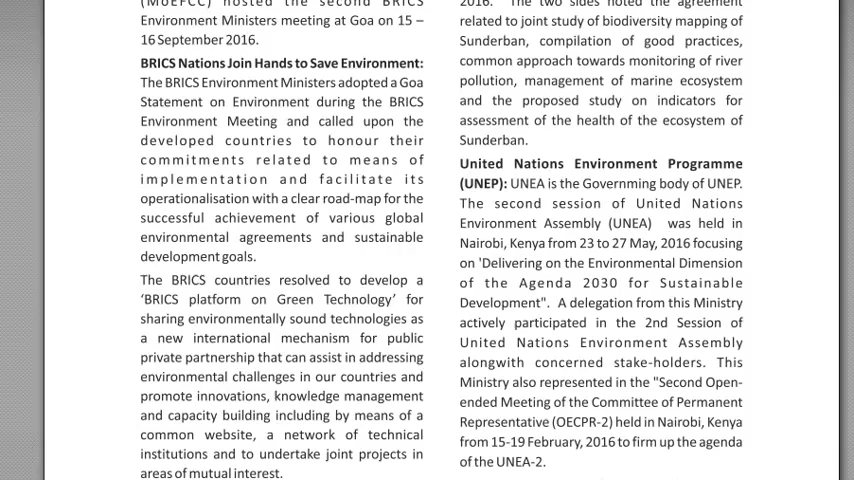 (MoEFCC) hosted the second BRICS
Environment Ministers meeting at Goa on 15 –
16 September 2016.
BRICS Nations Join Hands to Save Environment:
The BRICS Environment Ministers adopted a Goa
Statement on Environment during the BRICS
Environment Meeting and called upon the
developed countries to honour their
commitments related to means of
implementation and facilitate its
operationalisation with a clear road-map for the
successful achievement of various global
environmental agreements and sustainable
development goals.
The BRICS countries resolved to develop a
‘BRICS platform on Green Technology’ for
sharing environmentally sound technologies as
a new international mechanism for public
private partnership that can assist in addressing
environmental challenges in our countries and
promote innovations, knowledge management
and capacity building including by means of a
common website, a network of technical
institutions and to undertake joint projects in
areas of mutual interest.
2016. The two sides noted the agreement
related to joint study of biodiversity mapping of
Sunderban, compilation of good practices,
common approach towards monitoring of river
pollution, management of marine ecosystem
and the proposed study on indicators for
assessment of the health of the ecosystem of
Sunderban.
United Nations Environment Programme
(UNEP): UNEA is the Governming body of UNEP.
The second session of United Nations
Environment Assembly (UNEA) was held in
Nairobi, Kenya from 23 to 27 May, 2016 focusing
on 'Delivering on the Environmental Dimension
of the Agenda 2030 for Sustainable
Development". A delegation from this Ministry
actively participated in the 2nd Session of
United Nations Environment Assembly
alongwith concerned stake-holders. This
Ministry also represented in the "Second Open-
ended Meeting of the Committee of Permanent
Representative (OECPR-2) held in Nairobi, Kenya
from 15-19 February, 2016 to firm up the agenda
of the UNEA-2.